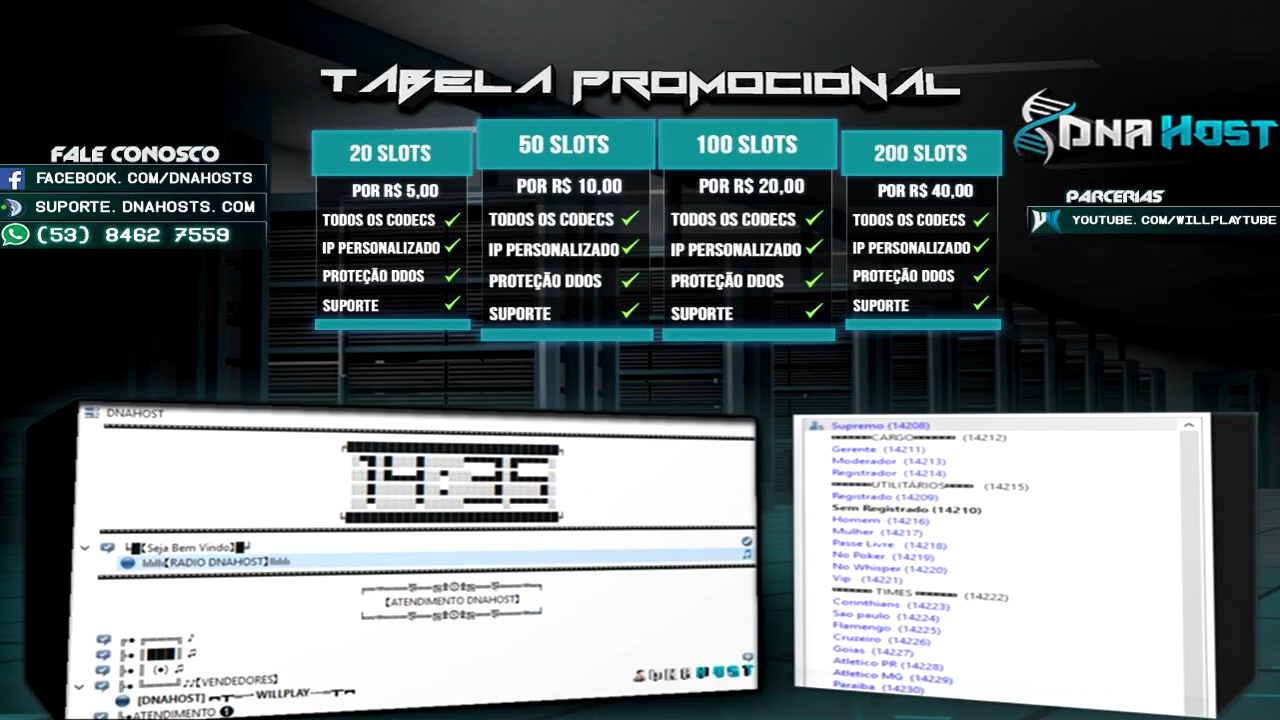 TABELA PROMOCIONAL
FALE CONOSCO
FACEBOOK. COM/DNAHOSTS
SUPORTE. DNAHOSTS. COM
(53) 8462 7559
20 SLOTS
POR R$ 5,00
TODOS OS CODECS
IP PERSONALIZADO
PROTEÇÃO DDOS
SUPORTE
50 SLOTS
POR R$ 10,00
TODOS OS CODECS
IP PERSONALIZADO
PROTEÇÃO DDOS
SUPORTE
100 SLOTS
POR R$ 20,00
TODOS OS CODECS
IP PERSONALIZADO
PROTEÇÃO DDOS
SUPORTE
200 SLOTS
POR R$ 40,00
TODOS OS CODECS
IP PERSONALIZADO
PROTEÇÃO DDOS
SUPORTE
DNA HOST
PARCERIAS
YOUTUBE. COM/WILLPLAYTUBE
DNAHOST
14:35
【Seja Bem Vindo】
【RADIO DNAHOST】
【ATENDIMENTO DNAHOST】
【VENDEDORES】
[DNAHOST] WILLPLAY
ATENDIMENTO 1
DNA HOST
Supremo (14208)
CARGO (14212)
Gerente (14211)
Moderador (14213)
Registrador (14214)
UTILITÁRIOS (14215)
Registrado (14209)
Sem Registrado (14210)
Homem (14216)
Mulher (14217)
Passe Livre (14218)
No Poker (14219)
No Whisper (14220)
Vip (14221)
TIMES (14222)
Corinthians (14223)
Sao paulo (14224)
Flamengo (14225)
Cruzeiro (14226)
Goias (14227)
Atletico PR (14228)
Atletico MG (14229)
Paraiba (14230)